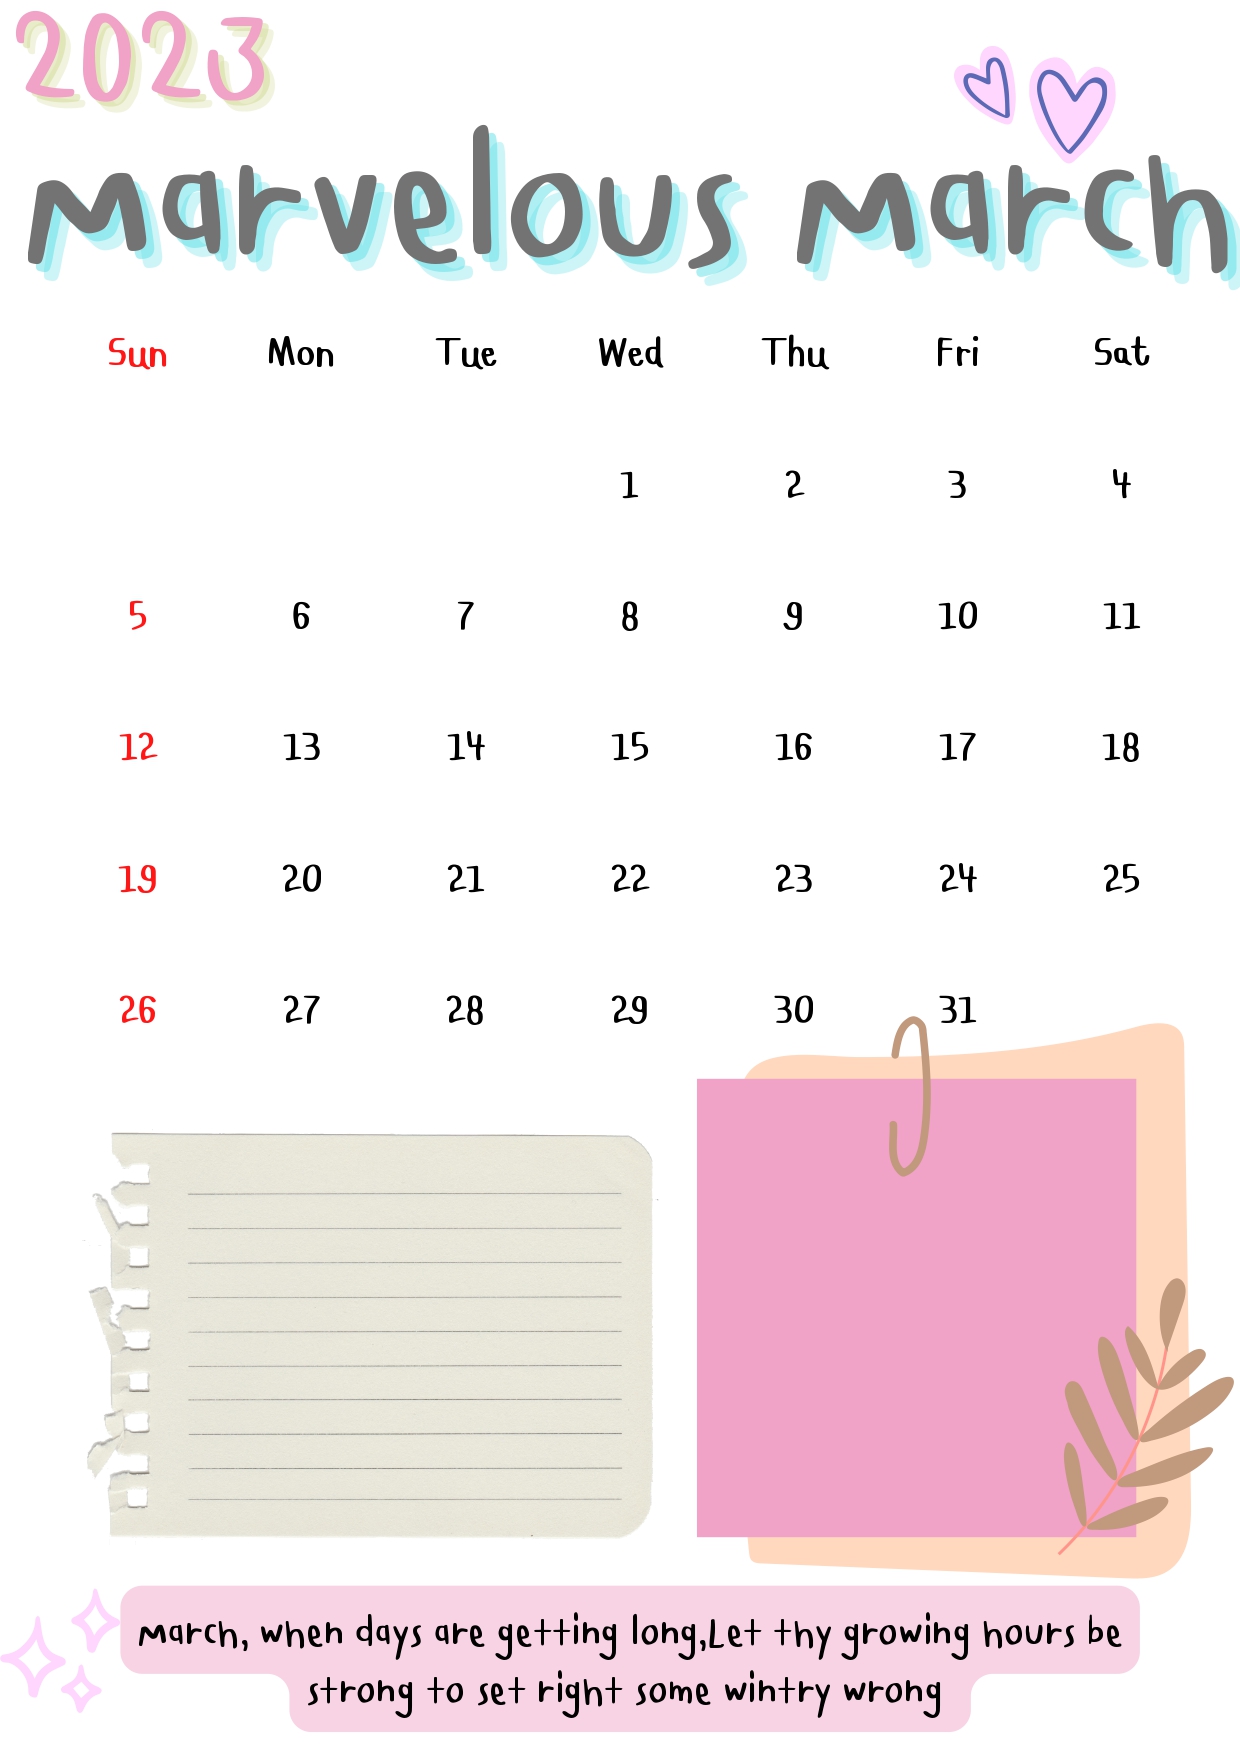 2023
marvelous march
Sun Mon Tue Wed Thu Fri Sat
1 2 3 4
5 6 7 8 9 10 11
12 13 14 15 16 17 18
19 20 21 22 23 24 25
26 27 28 29 30 31
March, when days are getting long,Let thy growing hours be
strong to set right some wintry wrong